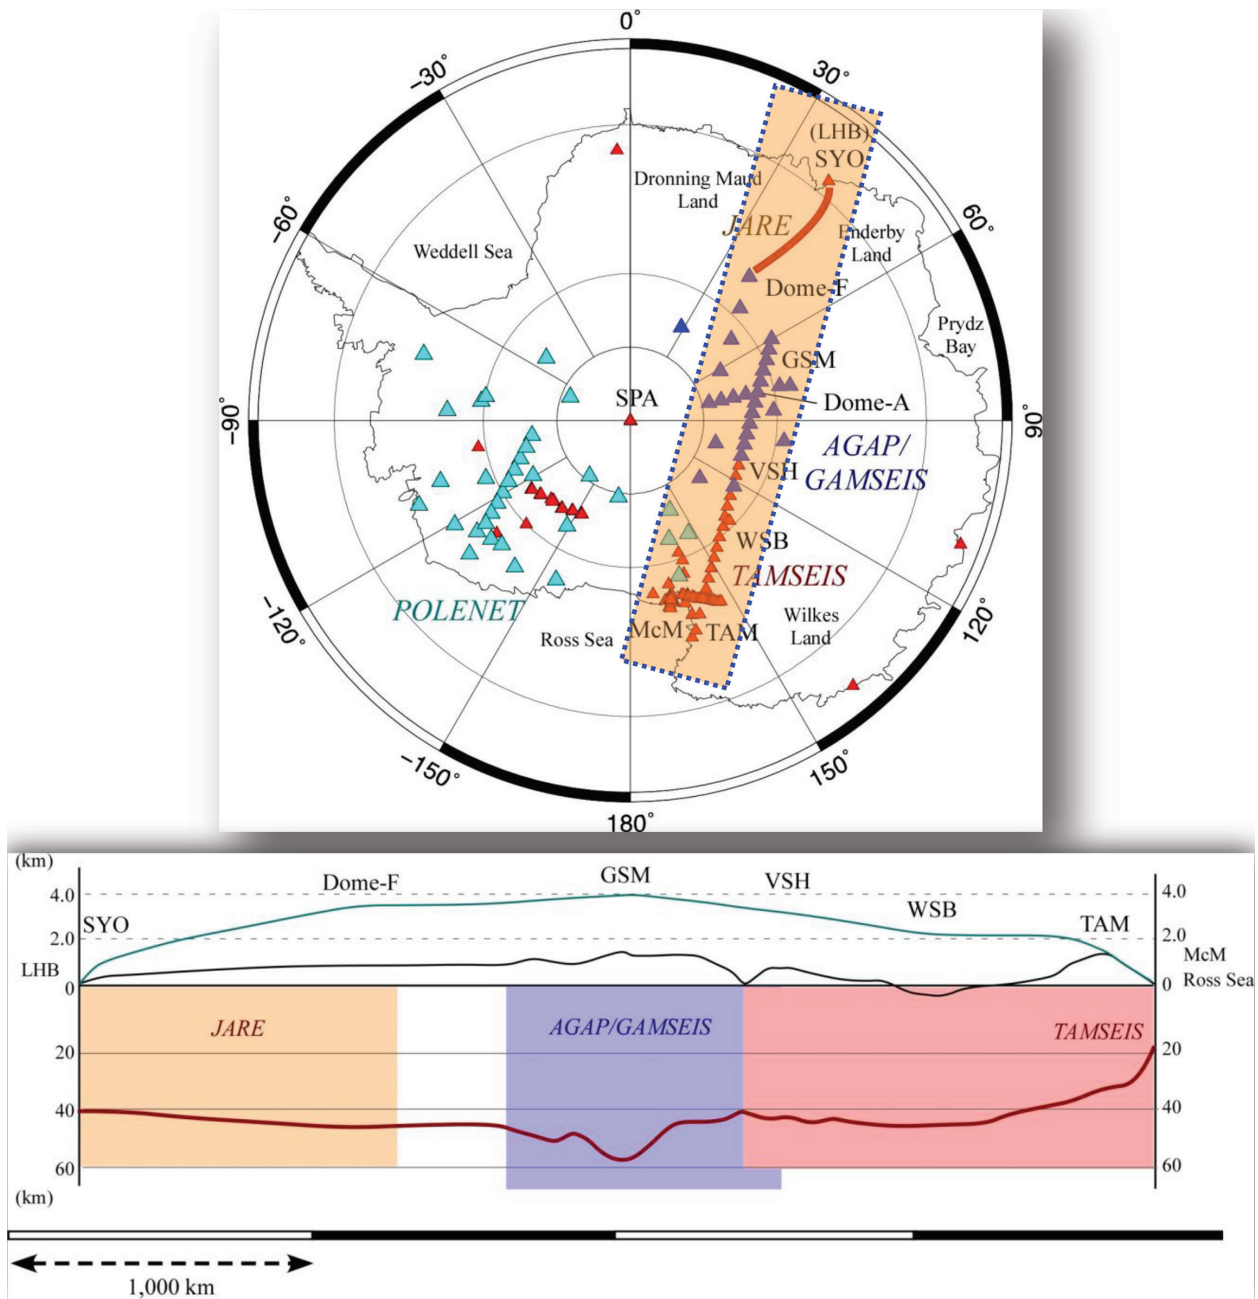 0°
-30°
30°
(LHB)
SYO
Dronning Maud
Land
-60°
60°
JARE
Enderby
Land
Weddell Sea
Dome-F
Prydz
Bay
GSM
SPA
Dome-A
-90°
90°
AGAP/
GAMSEIS
VSH
WSB
TAMSEIS
POLENET
Wilkes
Land
Ross Sea
McM
TAM
-120°
120°
-150°
150°
180°
(km)
Dome-F
GSM
VSH
4.0
4.0
SYO
WSB
TAM
2.0
2.0
LHB
McM
0
0
Ross Sea
JARE
AGAP/GAMSEIS
TAMSEIS
20
20
40
40
60
60
(km)
1,000 km